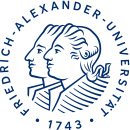 FRIEDRICH-ALEXANDER-UNIVERSITÄT
· 1743 ·